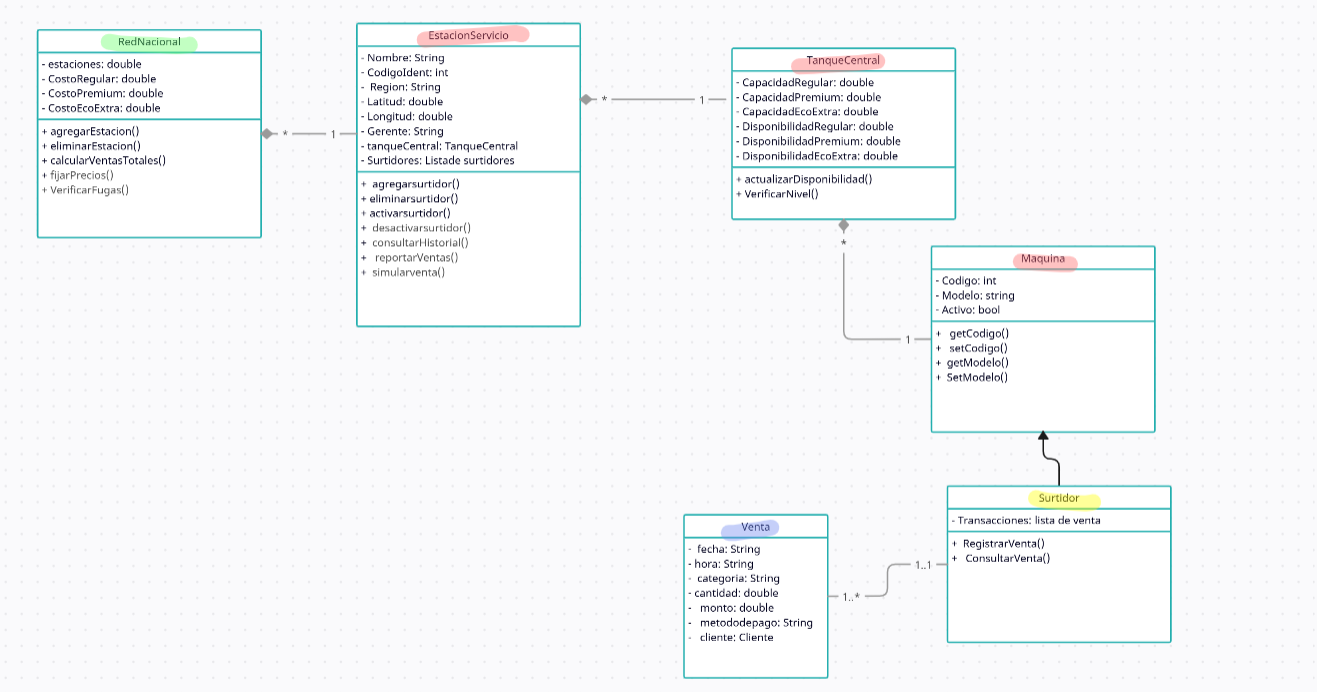 RedNacional
- estaciones: double
- CostoRegular: double
- CostoPremium: double
- CostoEcoExtra: double
+ agregarEstacion()
+ eliminarEstacion()
+ calcularVentasTotales()
+ fijarPrecios()
+ VerificarFugas()
* 1
EstacionServicio
- Nombre: String
- CodigoIdent: int
- Region: String
- Latitud: double
- Longitud: double
- Gerente: String
- tanqueCentral: TanqueCentral
- Surtidores: Listade surtidores
+ agregarsurtidor()
+ eliminarsurtidor()
+ activarsurtidor()
+ desactivarsurtidor()
+ consultarHistorial()
+ reportarVentas()
+ simularventa()
* 1
TanqueCentral
- CapacidadRegular: double
- CapacidadPremium: double
- CapacidadEcoExtra: double
- DisponibilidadRegular: double
- DisponibilidadPremium: double
- DisponibilidadEcoExtra: double
+ actualizarDisponibilidad()
+ VerificarNivel()
*
1
Maquina
- Codigo: int
- Modelo: string
- Activo: bool
+ getCodigo()
+ setCodigo()
+ getModelo()
+ SetModelo()
Surtidor
- Transacciones: lista de venta
+ RegistrarVenta()
+ ConsultarVenta()
1..1
1..*
Venta
- fecha: String
- hora: String
- categoria: String
- cantidad: double
- monto: double
- metododepago: String
- cliente: Cliente